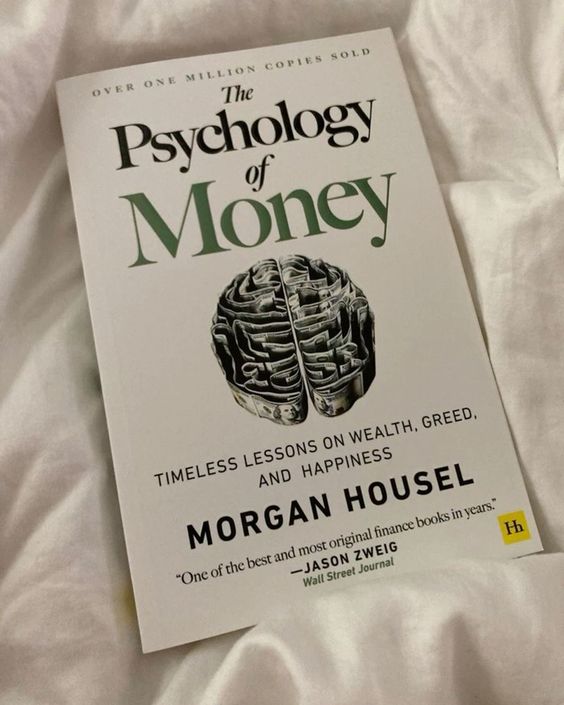 OVER ONE MILLION COPIES SOLD
The
Psychology
of
Money
TIMELESS LESSONS ON WEALTH, GREED,
AND HAPPINESS
MORGAN HOUSEL
“One of the best and most original finance books in years.”
—JASON ZWEIG
Wall Street Journal
Hh